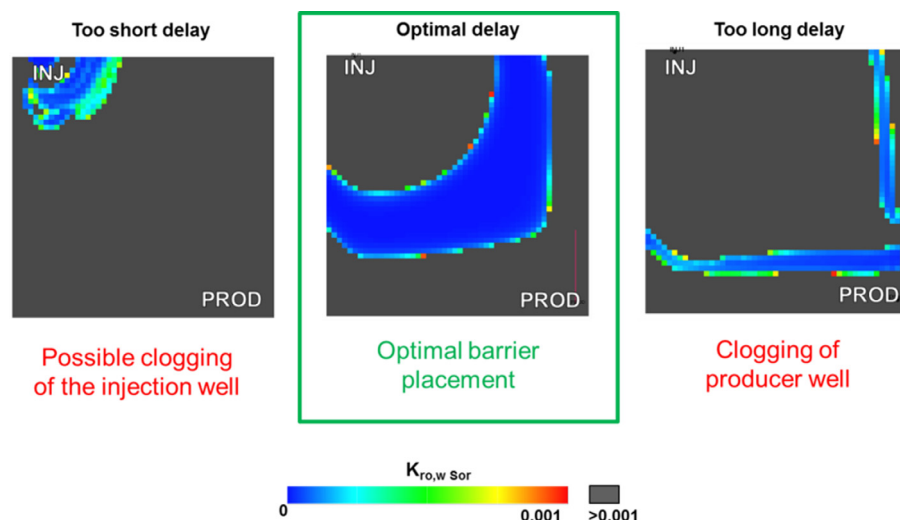 Too short delay
Optimal delay
Too long delay
INJ
INJ
INJ
PROD
PROD
PROD
Possible clogging
of the injection well
Optimal barrier
placement
Clogging of
producer well
Kro,w Sor
0
0.001
>0.001